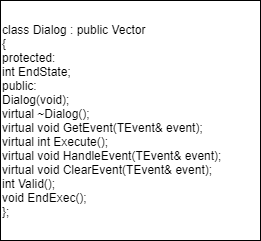 class Dialog : public Vector
{
protected:
int EndState;
public:
Dialog(void);
virtual ~Dialog();
virtual void GetEvent(TEvent& event);
virtual int Execute();
virtual void HandleEvent(TEvent& event);
virtual void ClearEvent(TEvent& event);
int Valid();
void EndExec();
};